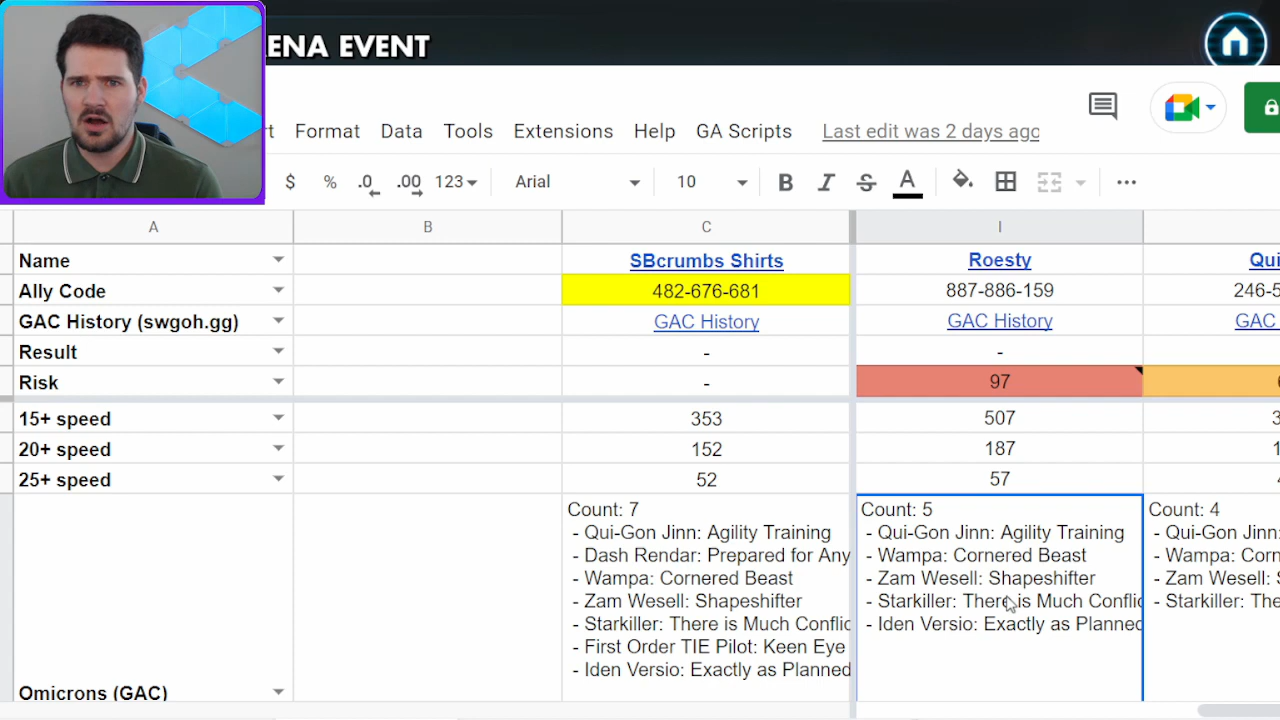 ENA EVENT
Format Data Tools Extensions Help GA Scripts Last edit was 2 days ago
$ % .0 .00 123 Arial 10 B I S A
A B C I
Name SBcrumbs Shirts Roesty Qui
Ally Code 482-676-681 887-886-159 246-5
GAC History (swgoh.gg) GAC History GAC History GAC
Result - -
Risk - 97
15+ speed 353 507 3
20+ speed 152 187 1
25+ speed 52 57
Count: 7
- Qui-Gon Jinn: Agility Training
- Dash Rendar: Prepared for Any
- Wampa: Cornered Beast
- Zam Wesell: Shapeshifter
- Starkiller: There is Much Conflic
- First Order TIE Pilot: Keen Eye
- Iden Versio: Exactly as Planned
Count: 5
- Qui-Gon Jinn: Agility Training
- Wampa: Cornered Beast
- Zam Wesell: Shapeshifter
- Starkiller: There is Much Conflic
- Iden Versio: Exactly as Planned
Count: 4
- Qui-Gon Jinn:
- Wampa: Corn
- Zam Wesell: S
- Starkiller: The
Omicrons (GAC)